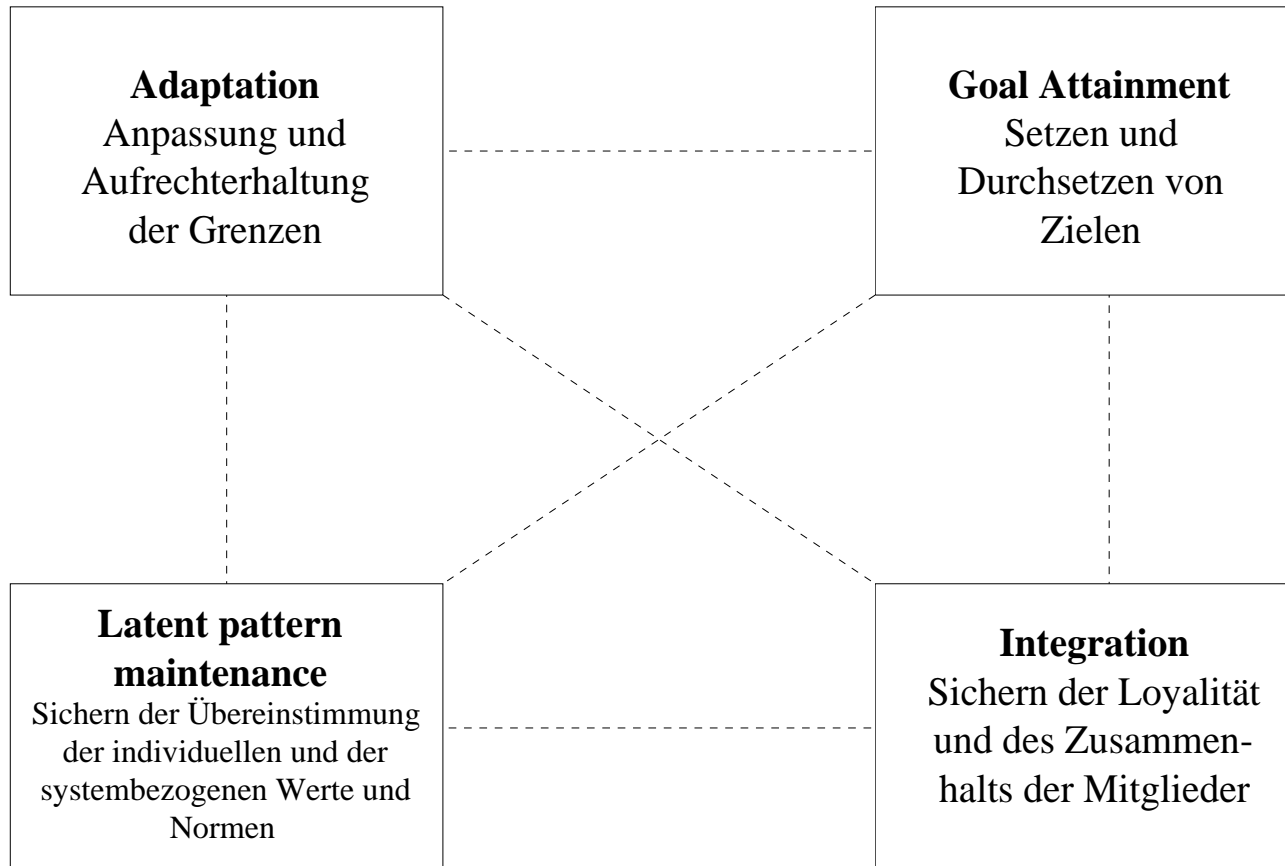 Adaptation
Anpassung und
Aufrechterhaltung
der Grenzen
Goal Attainment
Setzen und
Durchsetzen von
Zielen
Latent pattern
maintenance
Sichern der Übereinstimmung
der individuellen und der
systembezogenen Werte und
Normen
Integration
Sichern der Loyalität
und des Zusammen-
halts der Mitglieder